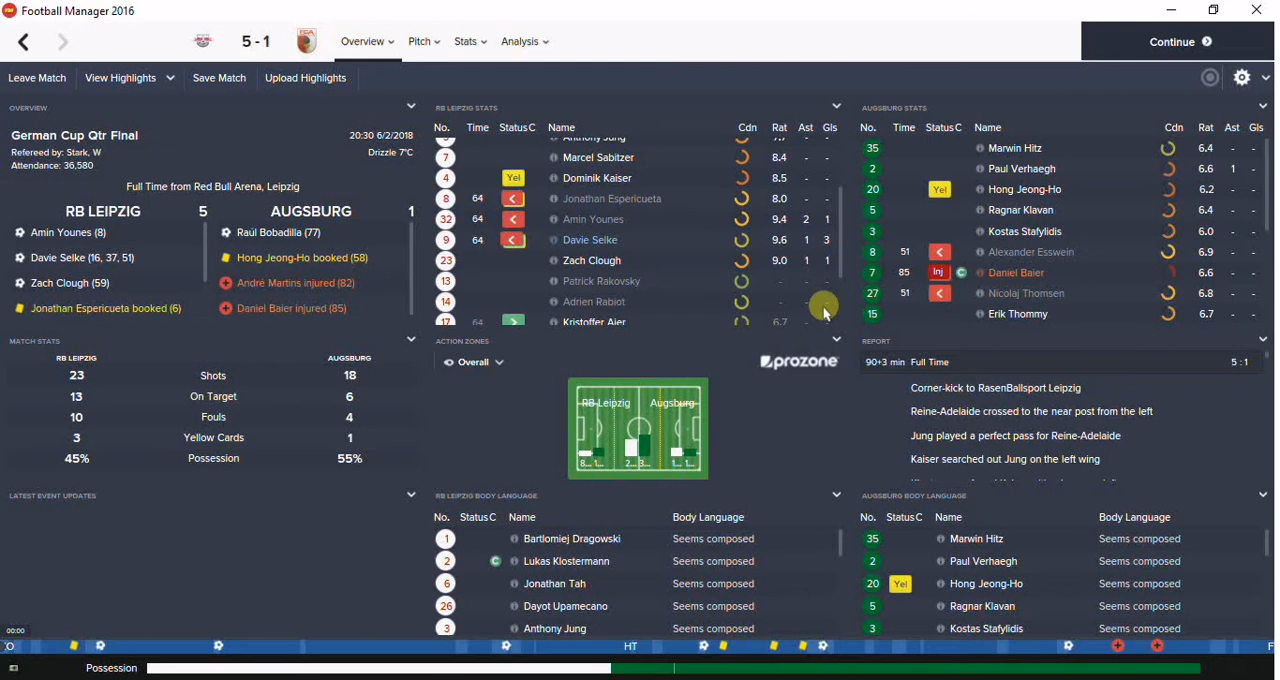 Football Manager 2016
5 - 1
Overview
Pitch
Stats
Analysis
Continue
Leave Match
View Highlights
Save Match
Upload Highlights
OVERVIEW
German Cup Qtr Final
20:30 6/2/2018
Refereed by: Stark, W
Drizzle 7°C
Attendance: 36,580
Full Time from Red Bull Arena, Leipzig
RB LEIPZIG 5 AUGSBURG 1
Amin Younes (8)
Raúl Bobadilla (77)
Davie Selke (16, 37, 51)
Hong Jeong-Ho booked (58)
Zach Clough (59)
André Martins injured (82)
Jonathan Espericueta booked (6)
Daniel Baier injured (85)
RB LEIPZIG STATS
No. Time Status C Name Cdn Rat Ast Gls
Anthony Jung 7.7 - -
7 Marcel Sabitzer 8.4 - -
4 Yel Dominik Kaiser 8.5 - -
8 64 Jonathan Espericueta 8.0 - -
32 64 Amin Younes 9.4 2 1
9 64 Davie Selke 9.6 1 3
23 Zach Clough 9.0 1 1
13 Patrick Rakovsky - - -
14 Adrien Rabiot - - -
17 64 Kristoffer Ajer 6.7 - -
AUGSBURG STATS
No. Time Status C Name Cdn Rat Ast Gls
35 Marwin Hitz 6.4 - -
2 Paul Verhaegh 6.6 1 -
20 Yel Hong Jeong-Ho 6.2 - -
5 Ragnar Klavan 6.4 - -
3 Kostas Stafylidis 6.0 - -
8 51 Alexander Esswein 6.9 - -
7 85 Inj C Daniel Baier 6.6 - -
27 51 Nicolaj Thomsen 6.8 - -
15 Erik Thommy 6.7 - -
MATCH STATS
RB LEIPZIG AUGSBURG
23 Shots 18
13 On Target 6
10 Fouls 4
3 Yellow Cards 1
45% Possession 55%
ACTION ZONES
Overall
prozone
RB Leipzig Augsburg
8... 1... 2... 3... 1... 1...
REPORT
90+3 min Full Time 5 : 1
Corner-kick to RasenBallsport Leipzig
Reine-Adelaide crossed to the near post from the left
Jung played a perfect pass for Reine-Adelaide
Kaiser searched out Jung on the left wing
LATEST EVENT UPDATES
RB LEIPZIG BODY LANGUAGE
No. Status C Name Body Language
1 Bartlomiej Dragowski Seems composed
2 C Lukas Klostermann Seems composed
6 Jonathan Tah Seems composed
26 Dayot Upamecano Seems composed
3 Anthony Jung Seems composed
AUGSBURG BODY LANGUAGE
No. Status C Name Body Language
35 Marwin Hitz Seems composed
2 Paul Verhaegh Seems composed
20 Yel Hong Jeong-Ho Seems composed
5 Ragnar Klavan Seems composed
3 Kostas Stafylidis Seems composed
00:00
HT
F
Possession